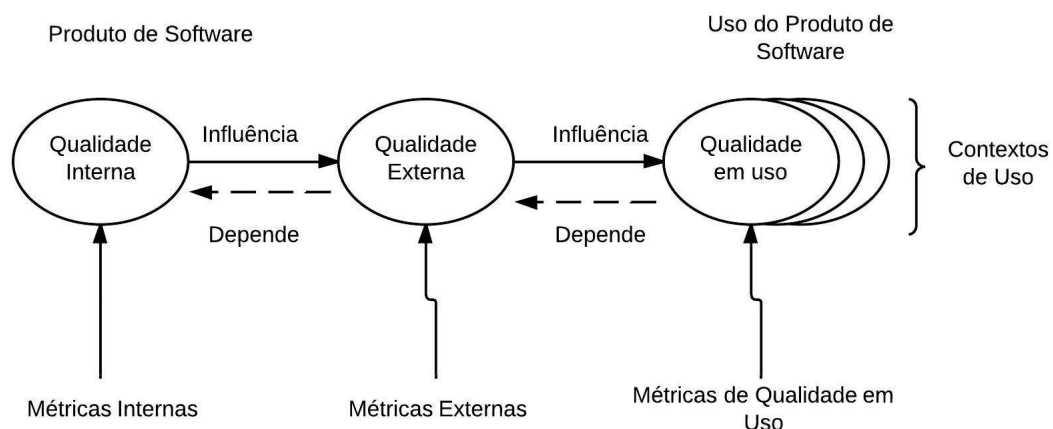 Produto de Software
Uso do Produto de
Software
Qualidade
Interna
Influência
Depende
Qualidade
Externa
Influência
Depende
Qualidade
em uso
Contextos
de Uso
Métricas Internas
Métricas Externas
Métricas de Qualidade em
Uso